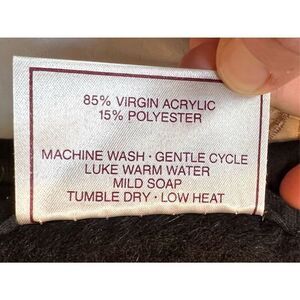 85% VIRGIN ACRYLIC
15% POLYESTER
MACHINE WASH · GENTLE CYCLE
LUKE WARM WATER
MILD SOAP
TUMBLE DRY · LOW HEAT